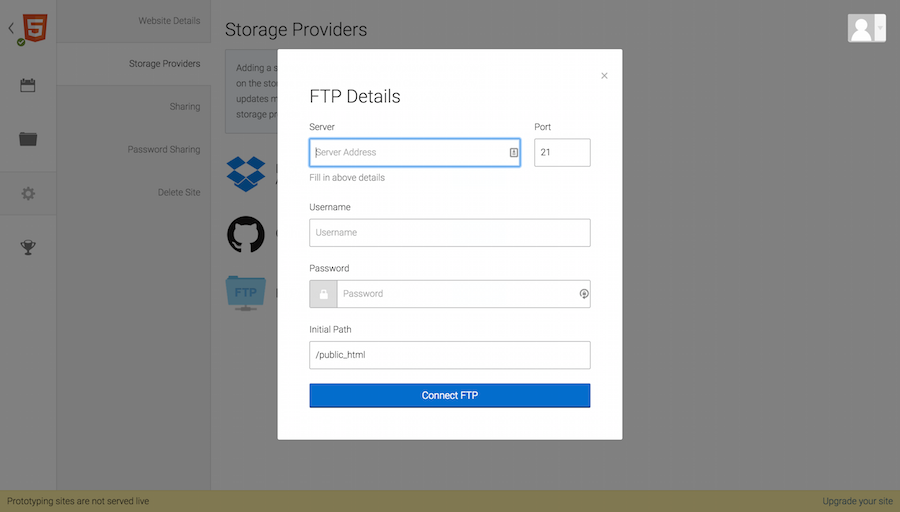 Website Details
Storage Providers
Sharing
Password Sharing
Delete Site
Storage Providers
Adding a s
on the sto
updates m
storage pr
FTP
FTP Details
Server
Port
Server Address
21
Fill in above details
Username
Username
Password
Password
Initial Path
/public_html
Connect FTP
Prototyping sites are not served live
Upgrade your site